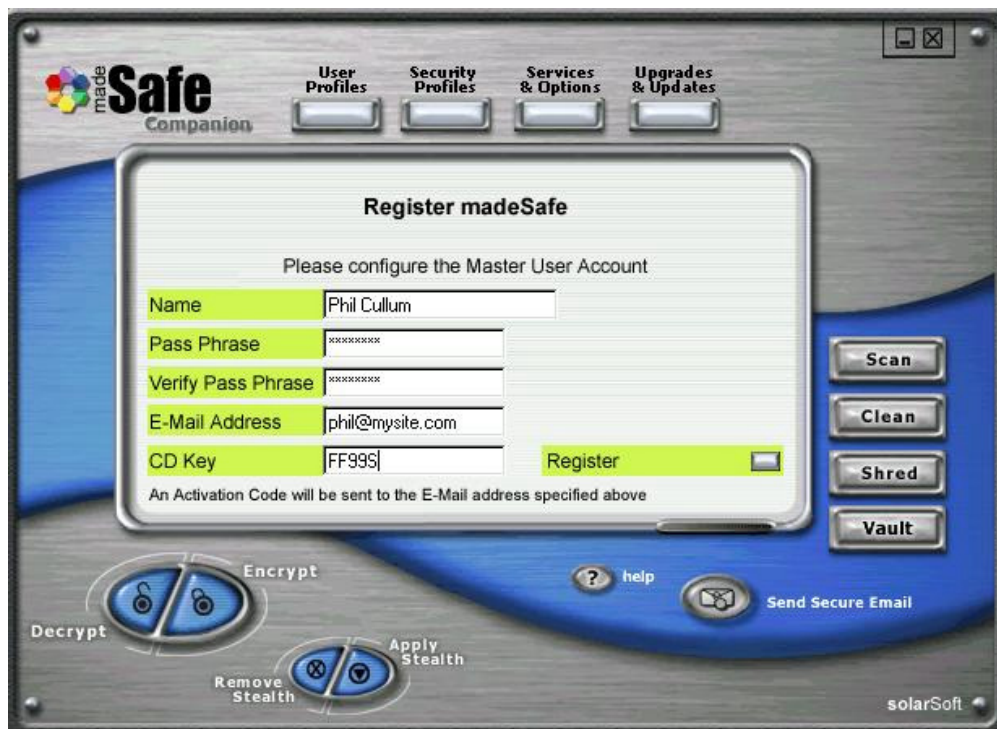 made Safe
Companion
User Profiles
Security Profiles
Services & Options
Upgrades & Updates
Register madeSafe
Please configure the Master User Account
Name
Phil Cullum
Pass Phrase
××××××××
Verify Pass Phrase
××××××××
E-Mail Address
phil@mysite.com
CD Key
FF99S
Register
An Activation Code will be sent to the E-Mail address specified above
Scan
Clean
Shred
Vault
Encrypt
Decrypt
? help
Send Secure Email
Apply Stealth
Remove Stealth
solarSoft